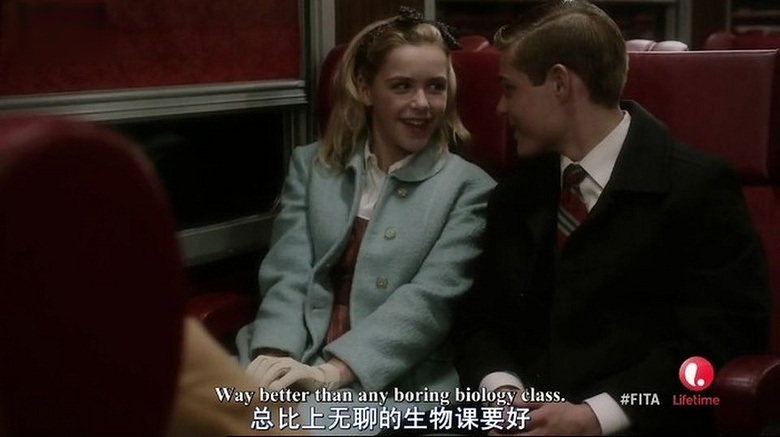 Way better than any boring biology class.
总比上无聊的生物课要好
#FITA
Lifetime